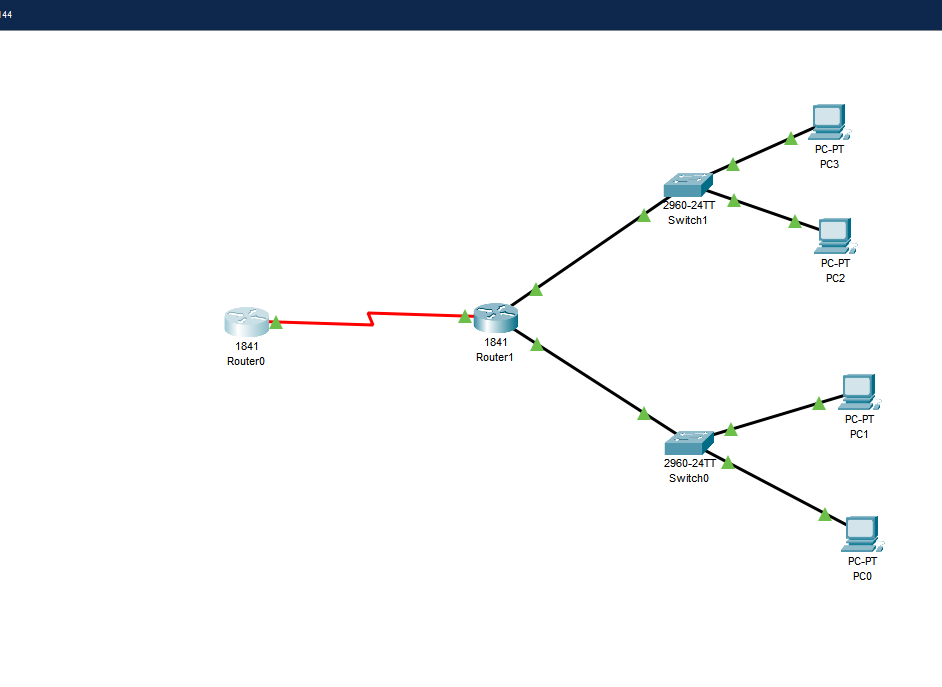 144
PC-PT
PC3
2960-24TT
Switch1
PC-PT
PC2
1841
Router0
1841
Router1
PC-PT
PC1
2960-24TT
Switch0
PC-PT
PC0